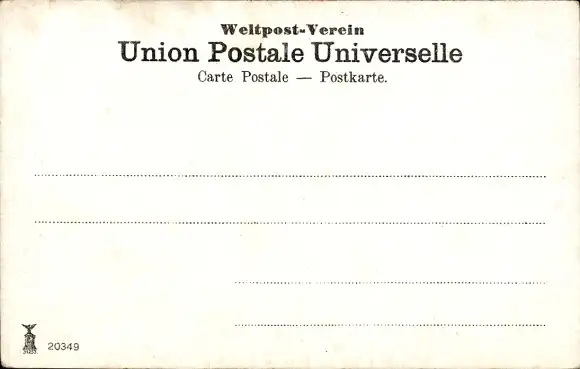 Weltpost-Verein
Union Postale Universelle
Carte Postale — Postkarte.
20349